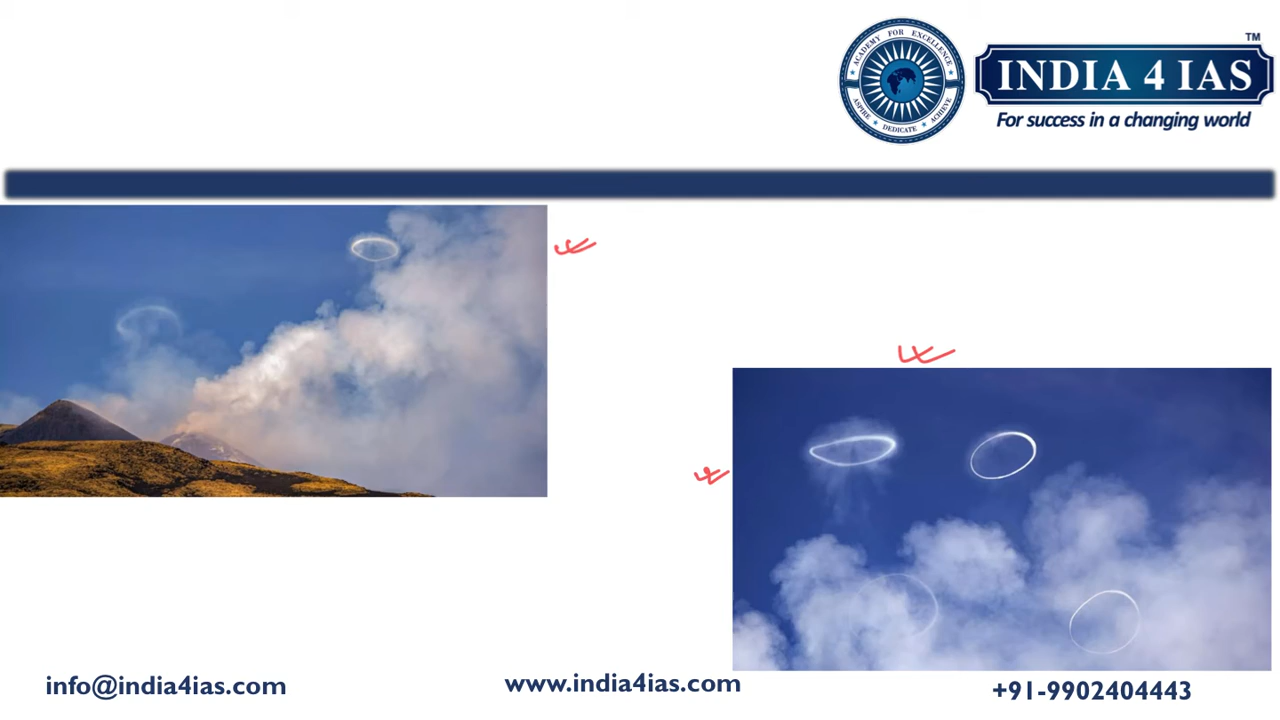 ACADEMY FOR EXCELLENCE
ASPIRE ★ DEDICATE ★ ACHIEVE
INDIA 4 IAS
TM
For success in a changing world
info@india4ias.com
www.india4ias.com
+91-9902404443